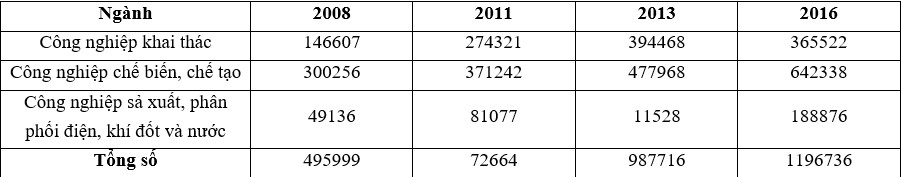 Ngành 2008 2011 2013 2016
Công nghiệp khai thác 146607 274321 394468 365522
Công nghiệp chế biến, chế tạo 300256 371242 477968 642338
Công nghiệp sả xuất, phân
phối điện, khí đốt và nước 49136 81077 11528 188876
Tổng số 495999 72664 987716 1196736